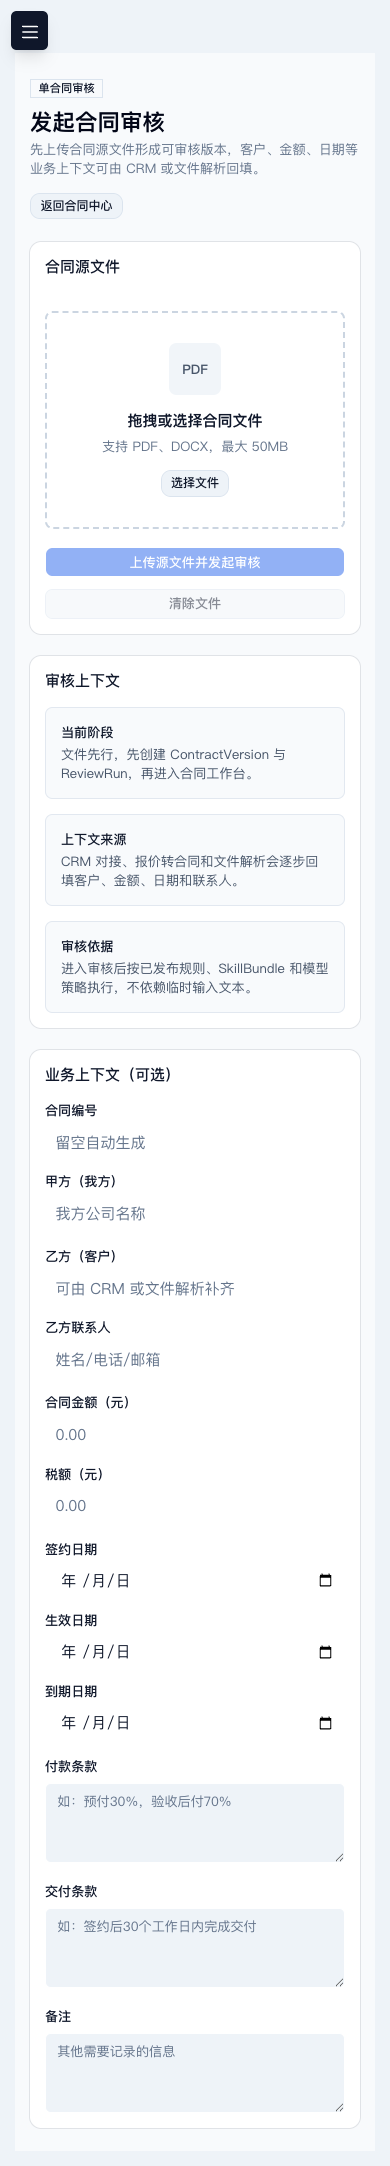 单合同审核
发起合同审核
先上传合同源文件形成可审核版本，客户、金额、日期等
业务上下文可由 CRM 或文件解析回填。
返回合同中心
合同源文件
PDF
拖拽或选择合同文件
支持 PDF、DOCX，最大 50MB
选择文件
上传源文件并发起审核
清除文件
审核上下文
当前阶段
文件先行，先创建 ContractVersion 与
ReviewRun，再进入合同工作台。
上下文来源
CRM 对接、报价转合同和文件解析会逐步回
填客户、金额、日期和联系人。
审核依据
进入审核后按已发布规则、SkillBundle 和模型
策略执行，不依赖临时输入文本。
业务上下文（可选）
合同编号
留空自动生成
甲方（我方）
我方公司名称
乙方（客户）
可由 CRM 或文件解析补齐
乙方联系人
姓名/电话/邮箱
合同金额（元）
0.00
税额（元）
0.00
签约日期
年 /月/日
生效日期
年 /月/日
到期日期
年 /月/日
付款条款
如：预付30%，验收后付70%
交付条款
如：签约后30个工作日内完成交付
备注
其他需要记录的信息